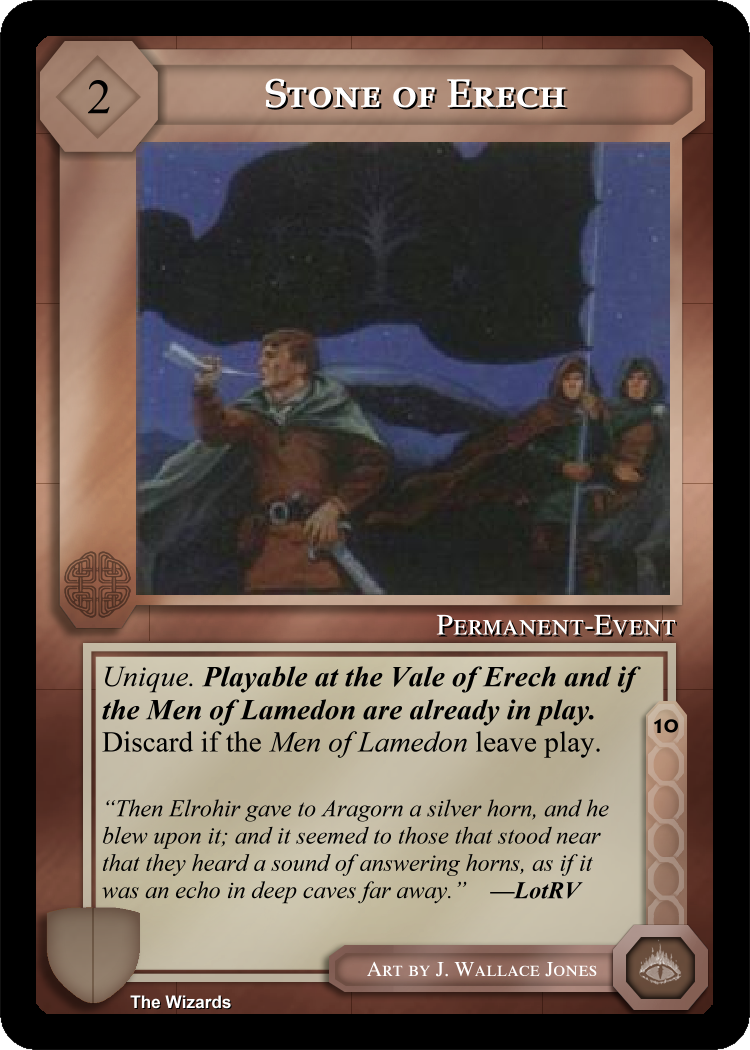 2
Stone of Erech
Permanent-Event
Unique. Playable at the Vale of Erech and if
the Men of Lamedon are already in play.
Discard if the Men of Lamedon leave play.
10
“Then Elrohir gave to Aragorn a silver horn, and he
blew upon it; and it seemed to those that stood near
that they heard a sound of answering horns, as if it
was an echo in deep caves far away.” —LotRV
Art by J. Wallace Jones
The Wizards